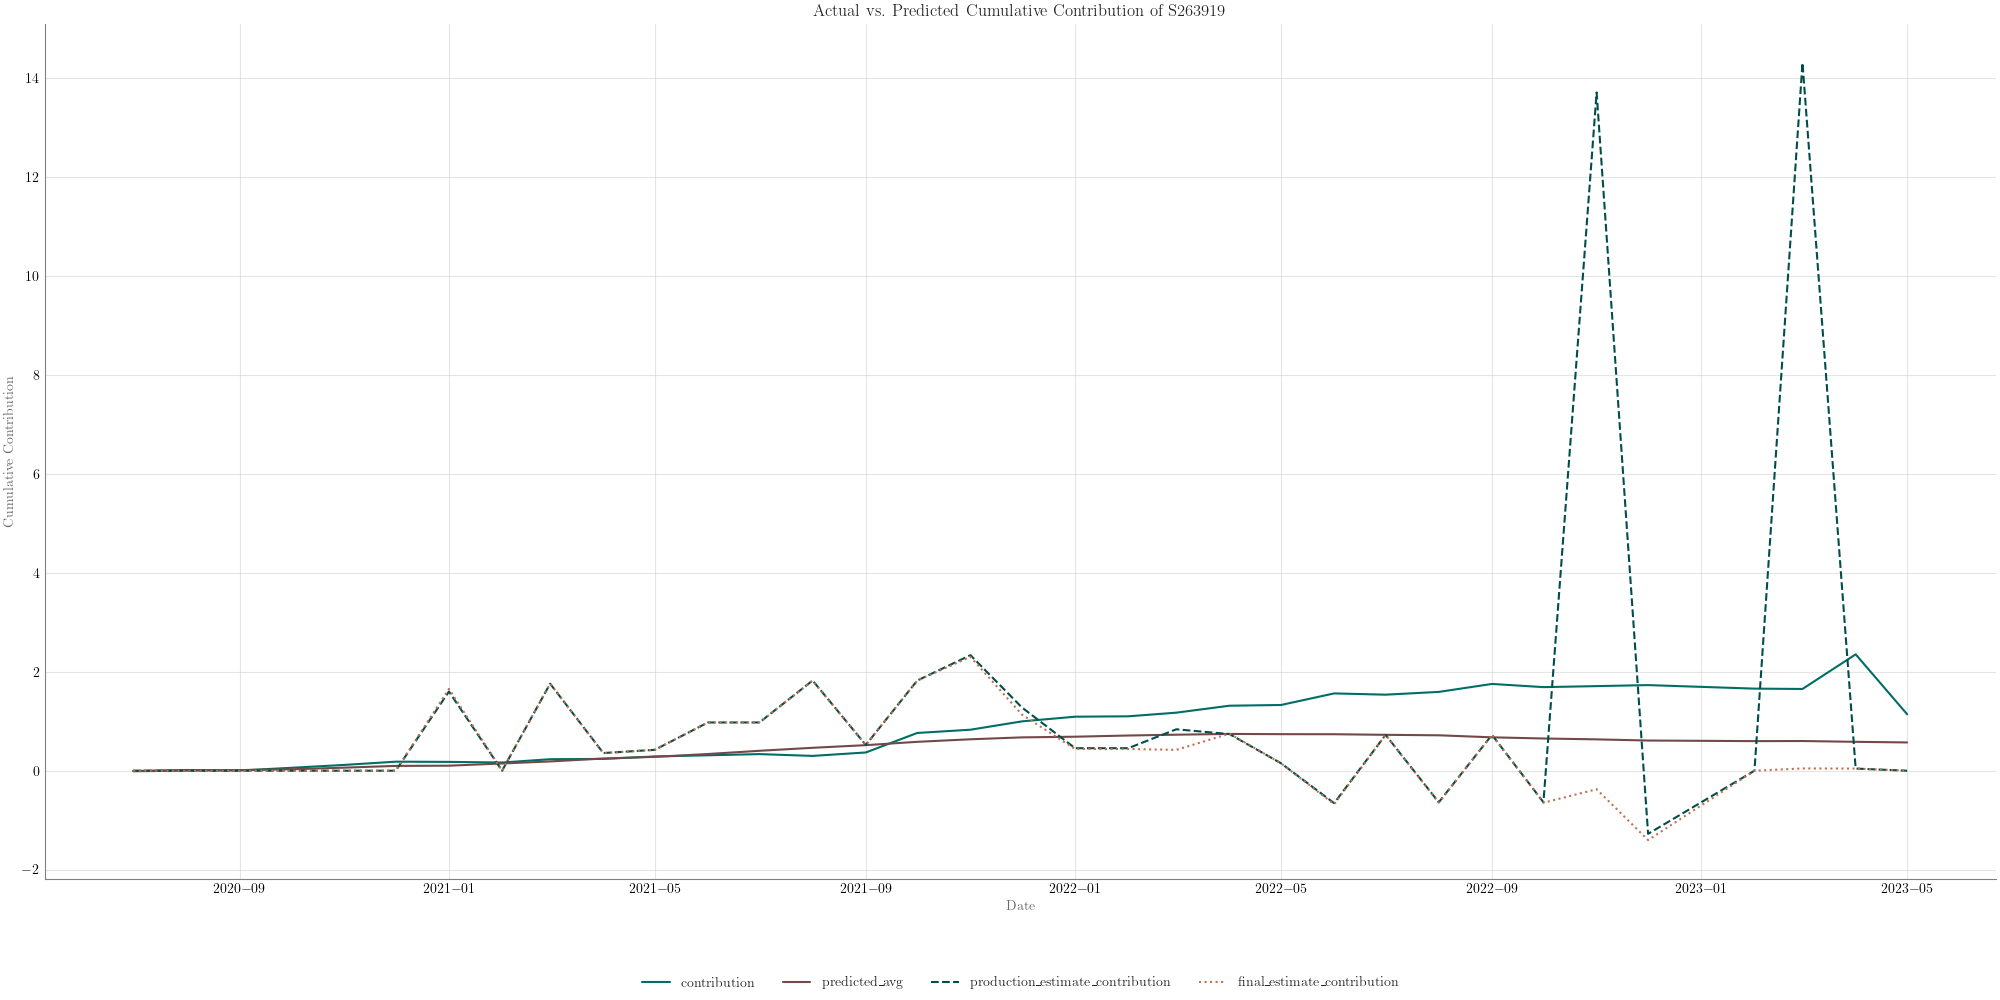 Actual vs. Predicted Cumulative Contribution of S263919
14
12
10
8
6
4
2
0
−2
Cumulative Contribution
2020−09
2021−01
2021−05
2021−09
2022−01
2022−05
2022−09
2023−01
2023−05
Date
contribution
predicted_avg
production_estimate_contribution
final_estimate_contribution